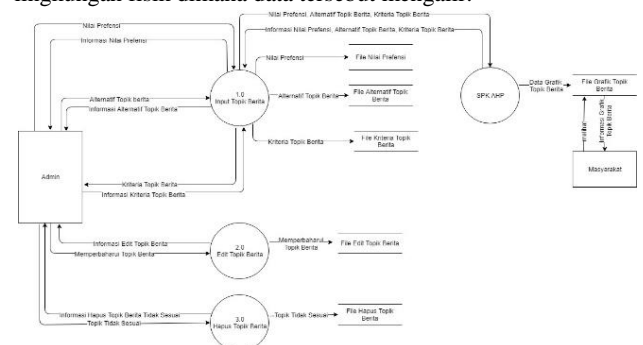 lingkungan fisik dimana data tersebut mengalir.
Nilai Prefensi, Alternatif Topik Berita, Kriteria Topik Berita
Informasi Nilai Prefensi, Alternatif Topik Berita, Kriteria Topik Berita
Nilai Prefensi
Informasi Nilai Prefensi
Nilai Prefensi
File Nilai Prefensi
1.0
Input Topik Berita
Alternatif Topik Berita
File Alternatif Topik
Berita
SPK AHP
Data Grafik
Topik Berita
File Grafik Topik
Berita
Alternatif Topik berita
Informasi Alternatif Topik Berita
Kriteria Topik Berita
File Kriteria Topik
Berita
Informasi Grafik
Topik Berita
Masyarakat
Admin
Kriteria Topik Berita
Informasi Kriteria Topik Berita
Informasi Edit Topik Berita
Memperbaharui Topik Berita
2.0
Edit Topik Berita
Memperbaharui
Topik Berita
File Edit Topik Berita
Informasi Hapus Topik Berita Tidak Sesuai
Topik Tidak Sesuai
3.0
Hapus Topik Berita
Topik Tidak Sesuai
File Hapus Topik
Berita